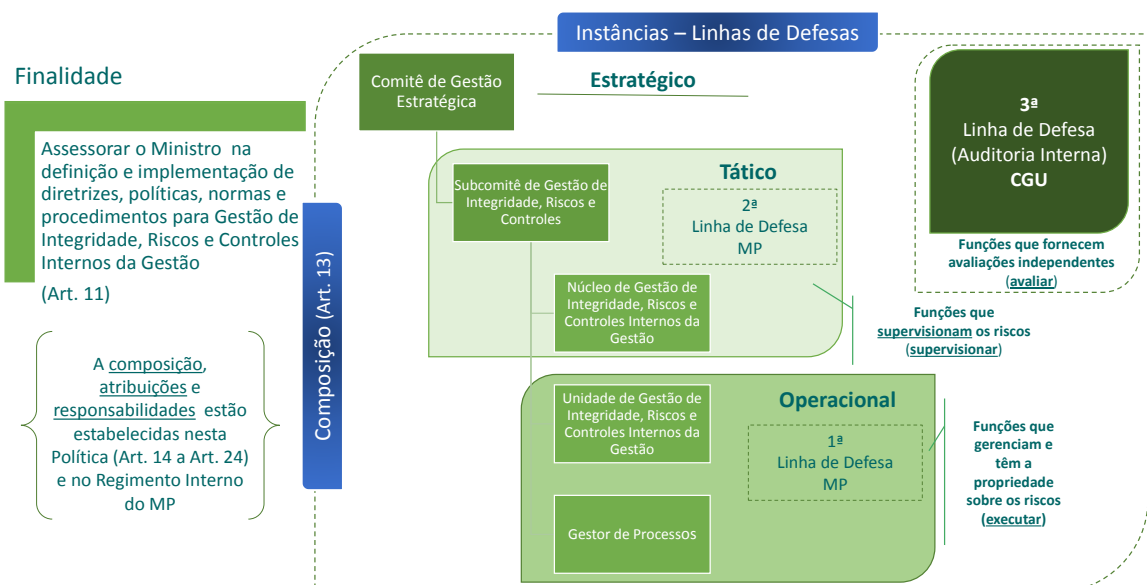 Instâncias – Linhas de Defesas
Finalidade
Assessorar o Ministro na
definição e implementação de
diretrizes, políticas, normas e
procedimentos para Gestão de
Integridade, Riscos e Controles
Internos da Gestão
(Art. 11)
A composição,
atribuições e
responsabilidades estão
estabelecidas nesta
Política (Art. 14 a Art. 24)
e no Regimento Interno
do MP
Composição (Art. 13)
Comitê de Gestão
Estratégica
Estratégico
Subcomitê de Gestão de
Integridade, Riscos e
Controles
Tático
2ª
Linha de Defesa
MP
Núcleo de Gestão de
Integridade, Riscos e
Controles Internos da
Gestão
Funções que
supervisionam os riscos
(supervisionar)
Unidade de Gestão de
Integridade, Riscos e
Controles Internos da
Gestão
Operacional
1ª
Linha de Defesa
MP
Gestor de Processos
Funções que
gerenciam e
têm a
propriedade
sobre os riscos
(executar)
3ª
Linha de Defesa
(Auditoria Interna)
CGU
Funções que fornecem
avaliações independentes
(avaliar)